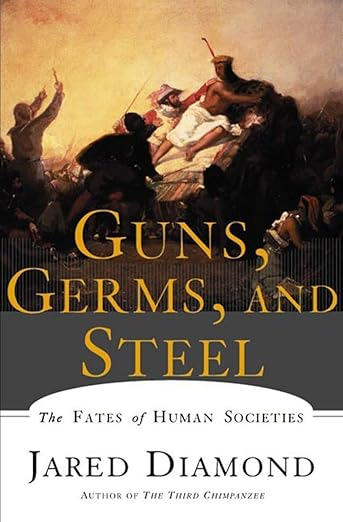 GUNS,
GERMS, AND
STEEL
The FATES of HUMAN SOCIETIES
JARED DIAMOND
AUTHOR OF THE THIRD CHIMPANZEE